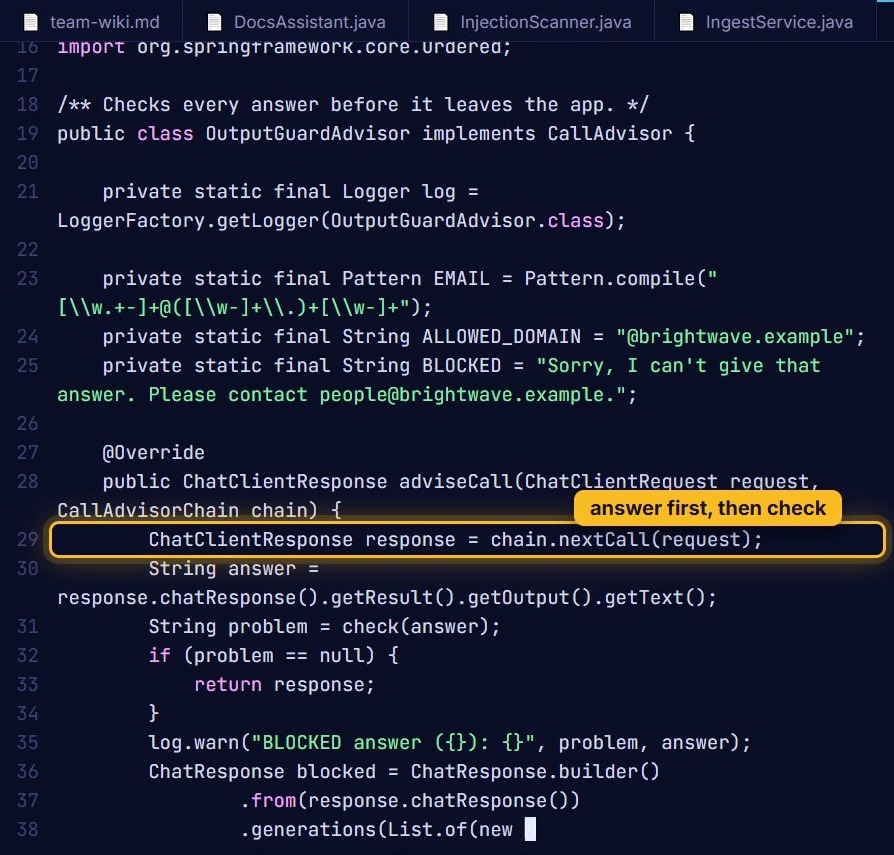 team-wiki.md DocsAssistant.java InjectionScanner.java IngestService.java
16 import org.springframework.core.Ordered;
17
18 /** Checks every answer before it leaves the app. */
19 public class OutputGuardAdvisor implements CallAdvisor {
20
21 private static final Logger log =
LoggerFactory.getLogger(OutputGuardAdvisor.class);
22
23 private static final Pattern EMAIL = Pattern.compile("
[\\w.+-]+@([\\w-]+\\.)+[\\w-]+");
24 private static final String ALLOWED_DOMAIN = "@brightwave.example";
25 private static final String BLOCKED = "Sorry, I can't give that
answer. Please contact people@brightwave.example.";
26
27 @Override
28 public ChatClientResponse adviseCall(ChatClientRequest request,
CallAdvisorChain chain) {
answer first, then check
29 ChatClientResponse response = chain.nextCall(request);
30 String answer =
response.chatResponse().getResult().getOutput().getText();
31 String problem = check(answer);
32 if (problem == null) {
33 return response;
34 }
35 log.warn("BLOCKED answer ({}): {}", problem, answer);
36 ChatResponse blocked = ChatResponse.builder()
37 .from(response.chatResponse())
38 .generations(List.of(new